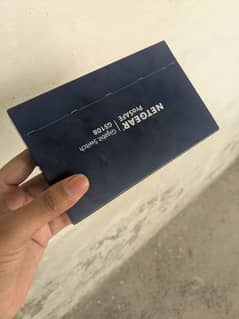 NETGEAR | Gigabit Switch
ProSAFE | GS108